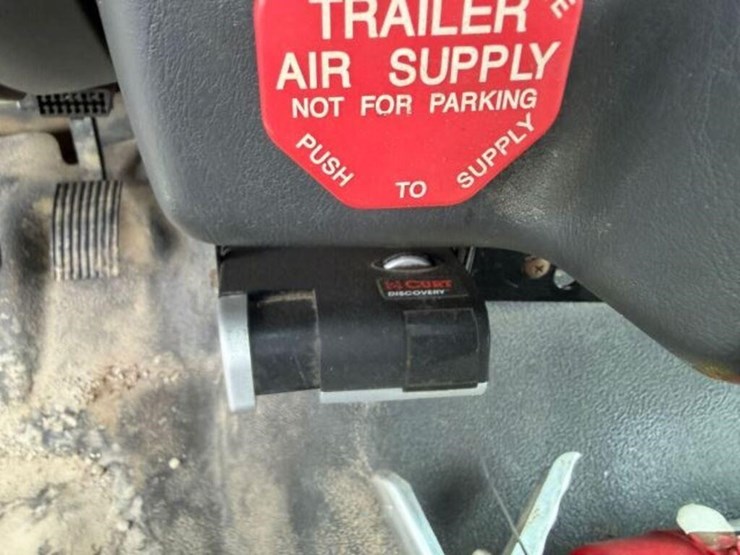 TRAILER
AIR SUPPLY
NOT FOR PARKING
PUSH
TO
SUPPLY
CURT
DISCOVERY